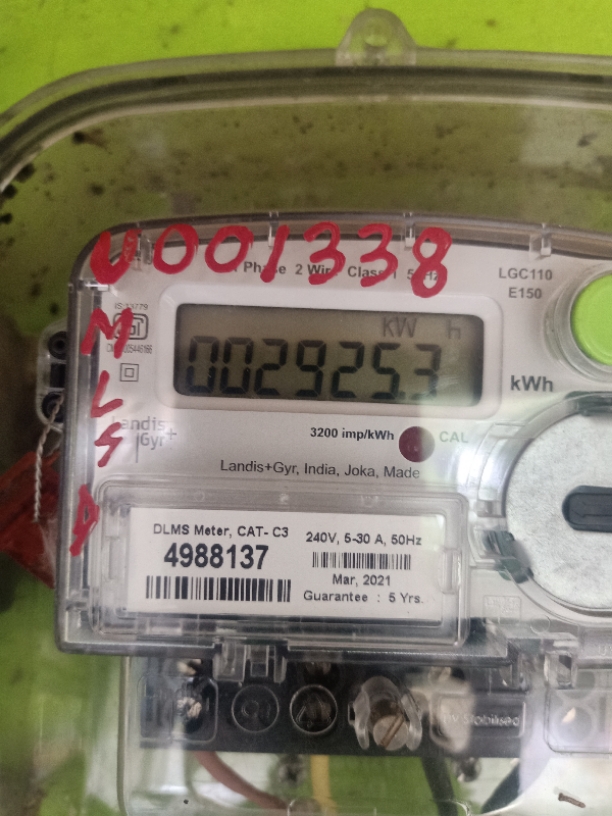 U001338
M
L
S
D
Phase 2 Wire Class 1 50Hz
LGC110
E150
KW h
0029253
kWh
Landis
Gyr+
3200 imp/kWh
CAL
Landis+Gyr, India, Joka, Made
DLMS Meter, CAT- C3
4988137
240V, 5-30 A, 50Hz
Mar, 2021
Guarantee : 5 Yrs.